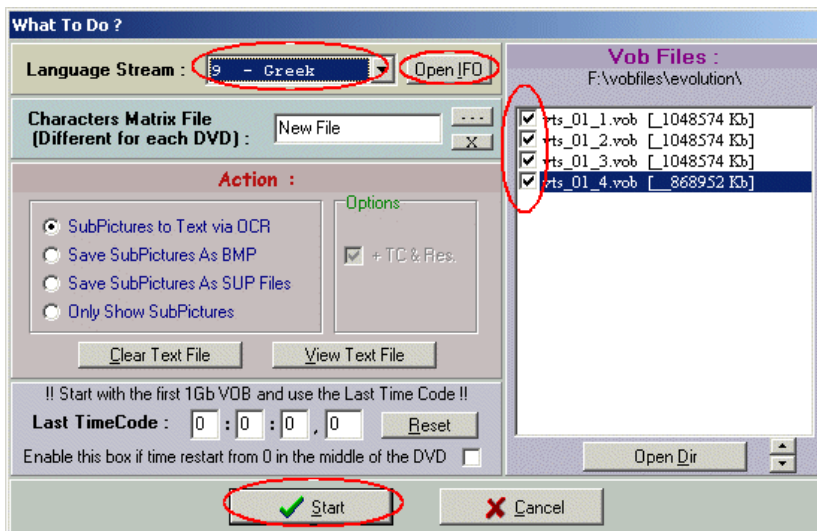 What To Do ?
Language Stream :
9 - Greek
Open IFO
Characters Matrix File
(Different for each DVD) :
New File
...
X
Action :
SubPictures to Text via OCR
Save SubPictures As BMP
Save SubPictures As SUP Files
Only Show SubPictures
Options
+ TC & Res.
Clear Text File
View Text File
!! Start with the first 1Gb VOB and use the Last Time Code !!
Last TimeCode :
0 : 0 : 0 , 0
Reset
Enable this box if time restart from 0 in the middle of the DVD
Vob Files :
F:\vobfiles\evolution\
vts_01_1.vob [_1048574 Kb]
vts_01_2.vob [_1048574 Kb]
vts_01_3.vob [_1048574 Kb]
vts_01_4.vob [__868952 Kb]
Open Dir
Start
Cancel